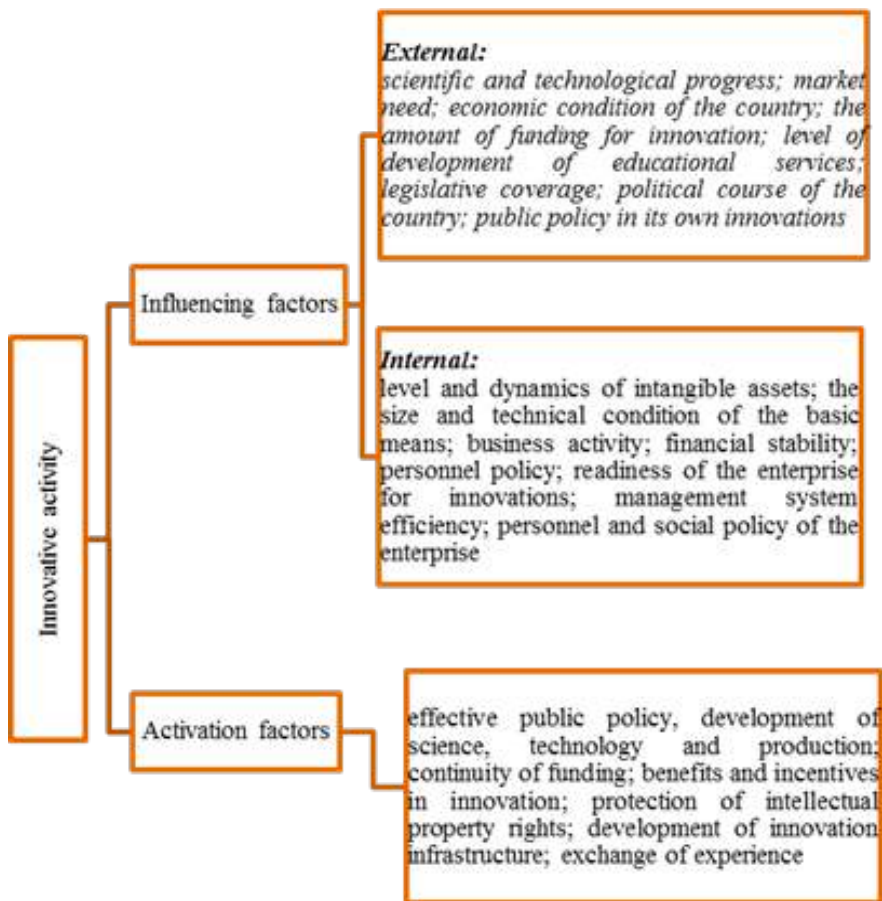 Innovative activity
Influencing factors
External:
scientific and technological progress; market
need; economic condition of the country; the
amount of funding for innovation; level of
development of educational services;
legislative coverage; political course of the
country; public policy in its own innovations
Internal:
level and dynamics of intangible assets; the
size and technical condition of the basic
means; business activity; financial stability;
personnel policy; readiness of the enterprise
for innovations; management system
efficiency; personnel and social policy of the
enterprise
Activation factors
effective public policy, development of
science, technology and production;
continuity of funding; benefits and incentives
in innovation; protection of intellectual
property rights; development of innovation
infrastructure; exchange of experience